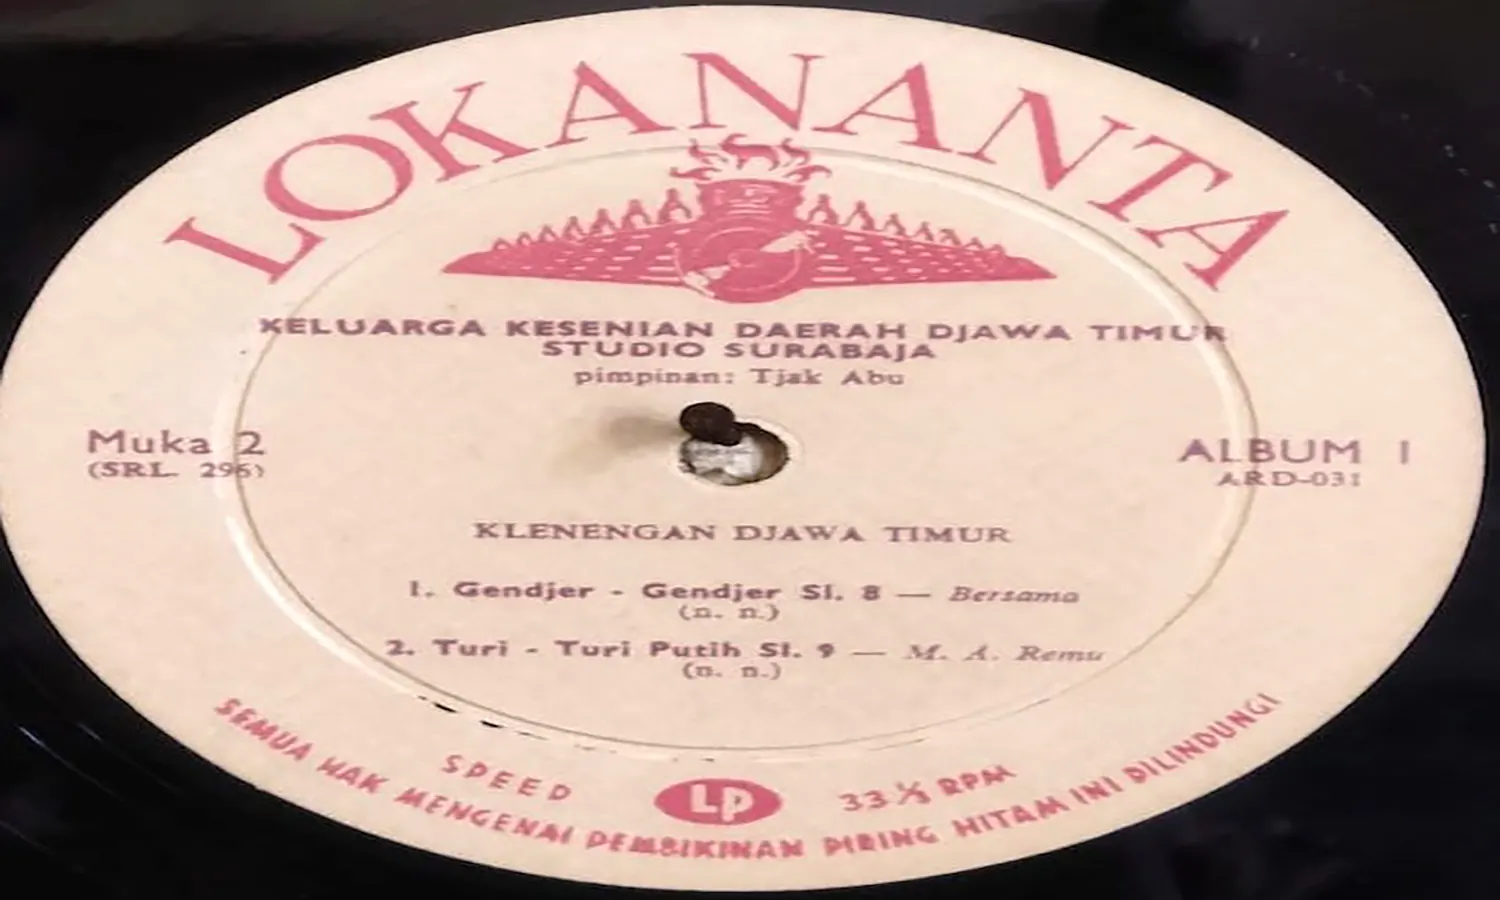 LOKANANTA
KELUARGA KESENIAN DAERAH DJAWA TIMUR
STUDIO SURABAJA
pimpinan: Tjak Abu
Muka 2
(SRL. 296)
ALBUM I
ARD-031
KLENENGAN DJAWA TIMUR
1. Gendjer - Gendjer Sl. 8 — Bersama
(n. n.)
2. Turi - Turi Putih Sl. 9 — M. A. Remu
(n. n.)
SPEED LP 33 ⅓ RPM
SEMUA HAK MENGENAI PEMBIKINAN PIRING HITAM INI DILINDUNGI